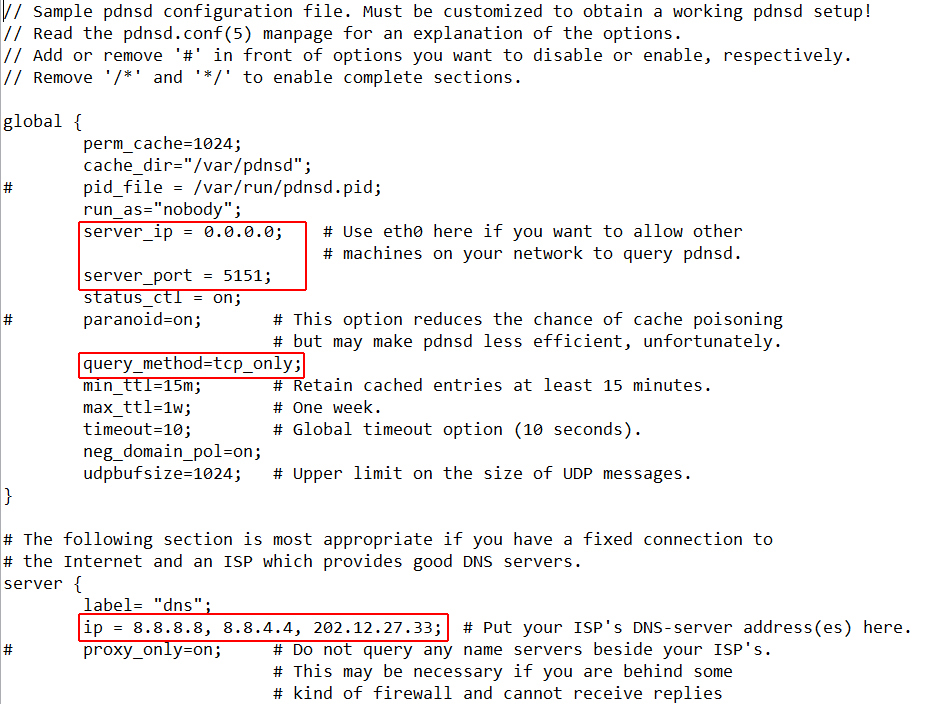 // Sample pdnsd configuration file. Must be customized to obtain a working pdnsd setup!
// Read the pdnsd.conf(5) manpage for an explanation of the options.
// Add or remove '#' in front of options you want to disable or enable, respectively.
// Remove '/*' and '*/' to enable complete sections.

global {
        perm_cache=1024;
        cache_dir="/var/pdnsd";
#       pid_file = /var/run/pdnsd.pid;
        run_as="nobody";
        server_ip = 0.0.0.0;    # Use eth0 here if you want to allow other
                                # machines on your network to query pdnsd.
        server_port = 5151;
        status_ctl = on;
#       paranoid=on;       # This option reduces the chance of cache poisoning
                           # but may make pdnsd less efficient, unfortunately.
        query_method=tcp_only;
        min_ttl=15m;       # Retain cached entries at least 15 minutes.
        max_ttl=1w;        # One week.
        timeout=10;        # Global timeout option (10 seconds).
        neg_domain_pol=on;
        udpbufsize=1024;   # Upper limit on the size of UDP messages.
}

# The following section is most appropriate if you have a fixed connection to
# the Internet and an ISP which provides good DNS servers.
server {
        label= "dns";
        ip = 8.8.8.8, 8.8.4.4, 202.12.27.33;  # Put your ISP's DNS-server address(es) here.
#       proxy_only=on;     # Do not query any name servers beside your ISP's.
                           # This may be necessary if you are behind some
                           # kind of firewall and cannot receive replies